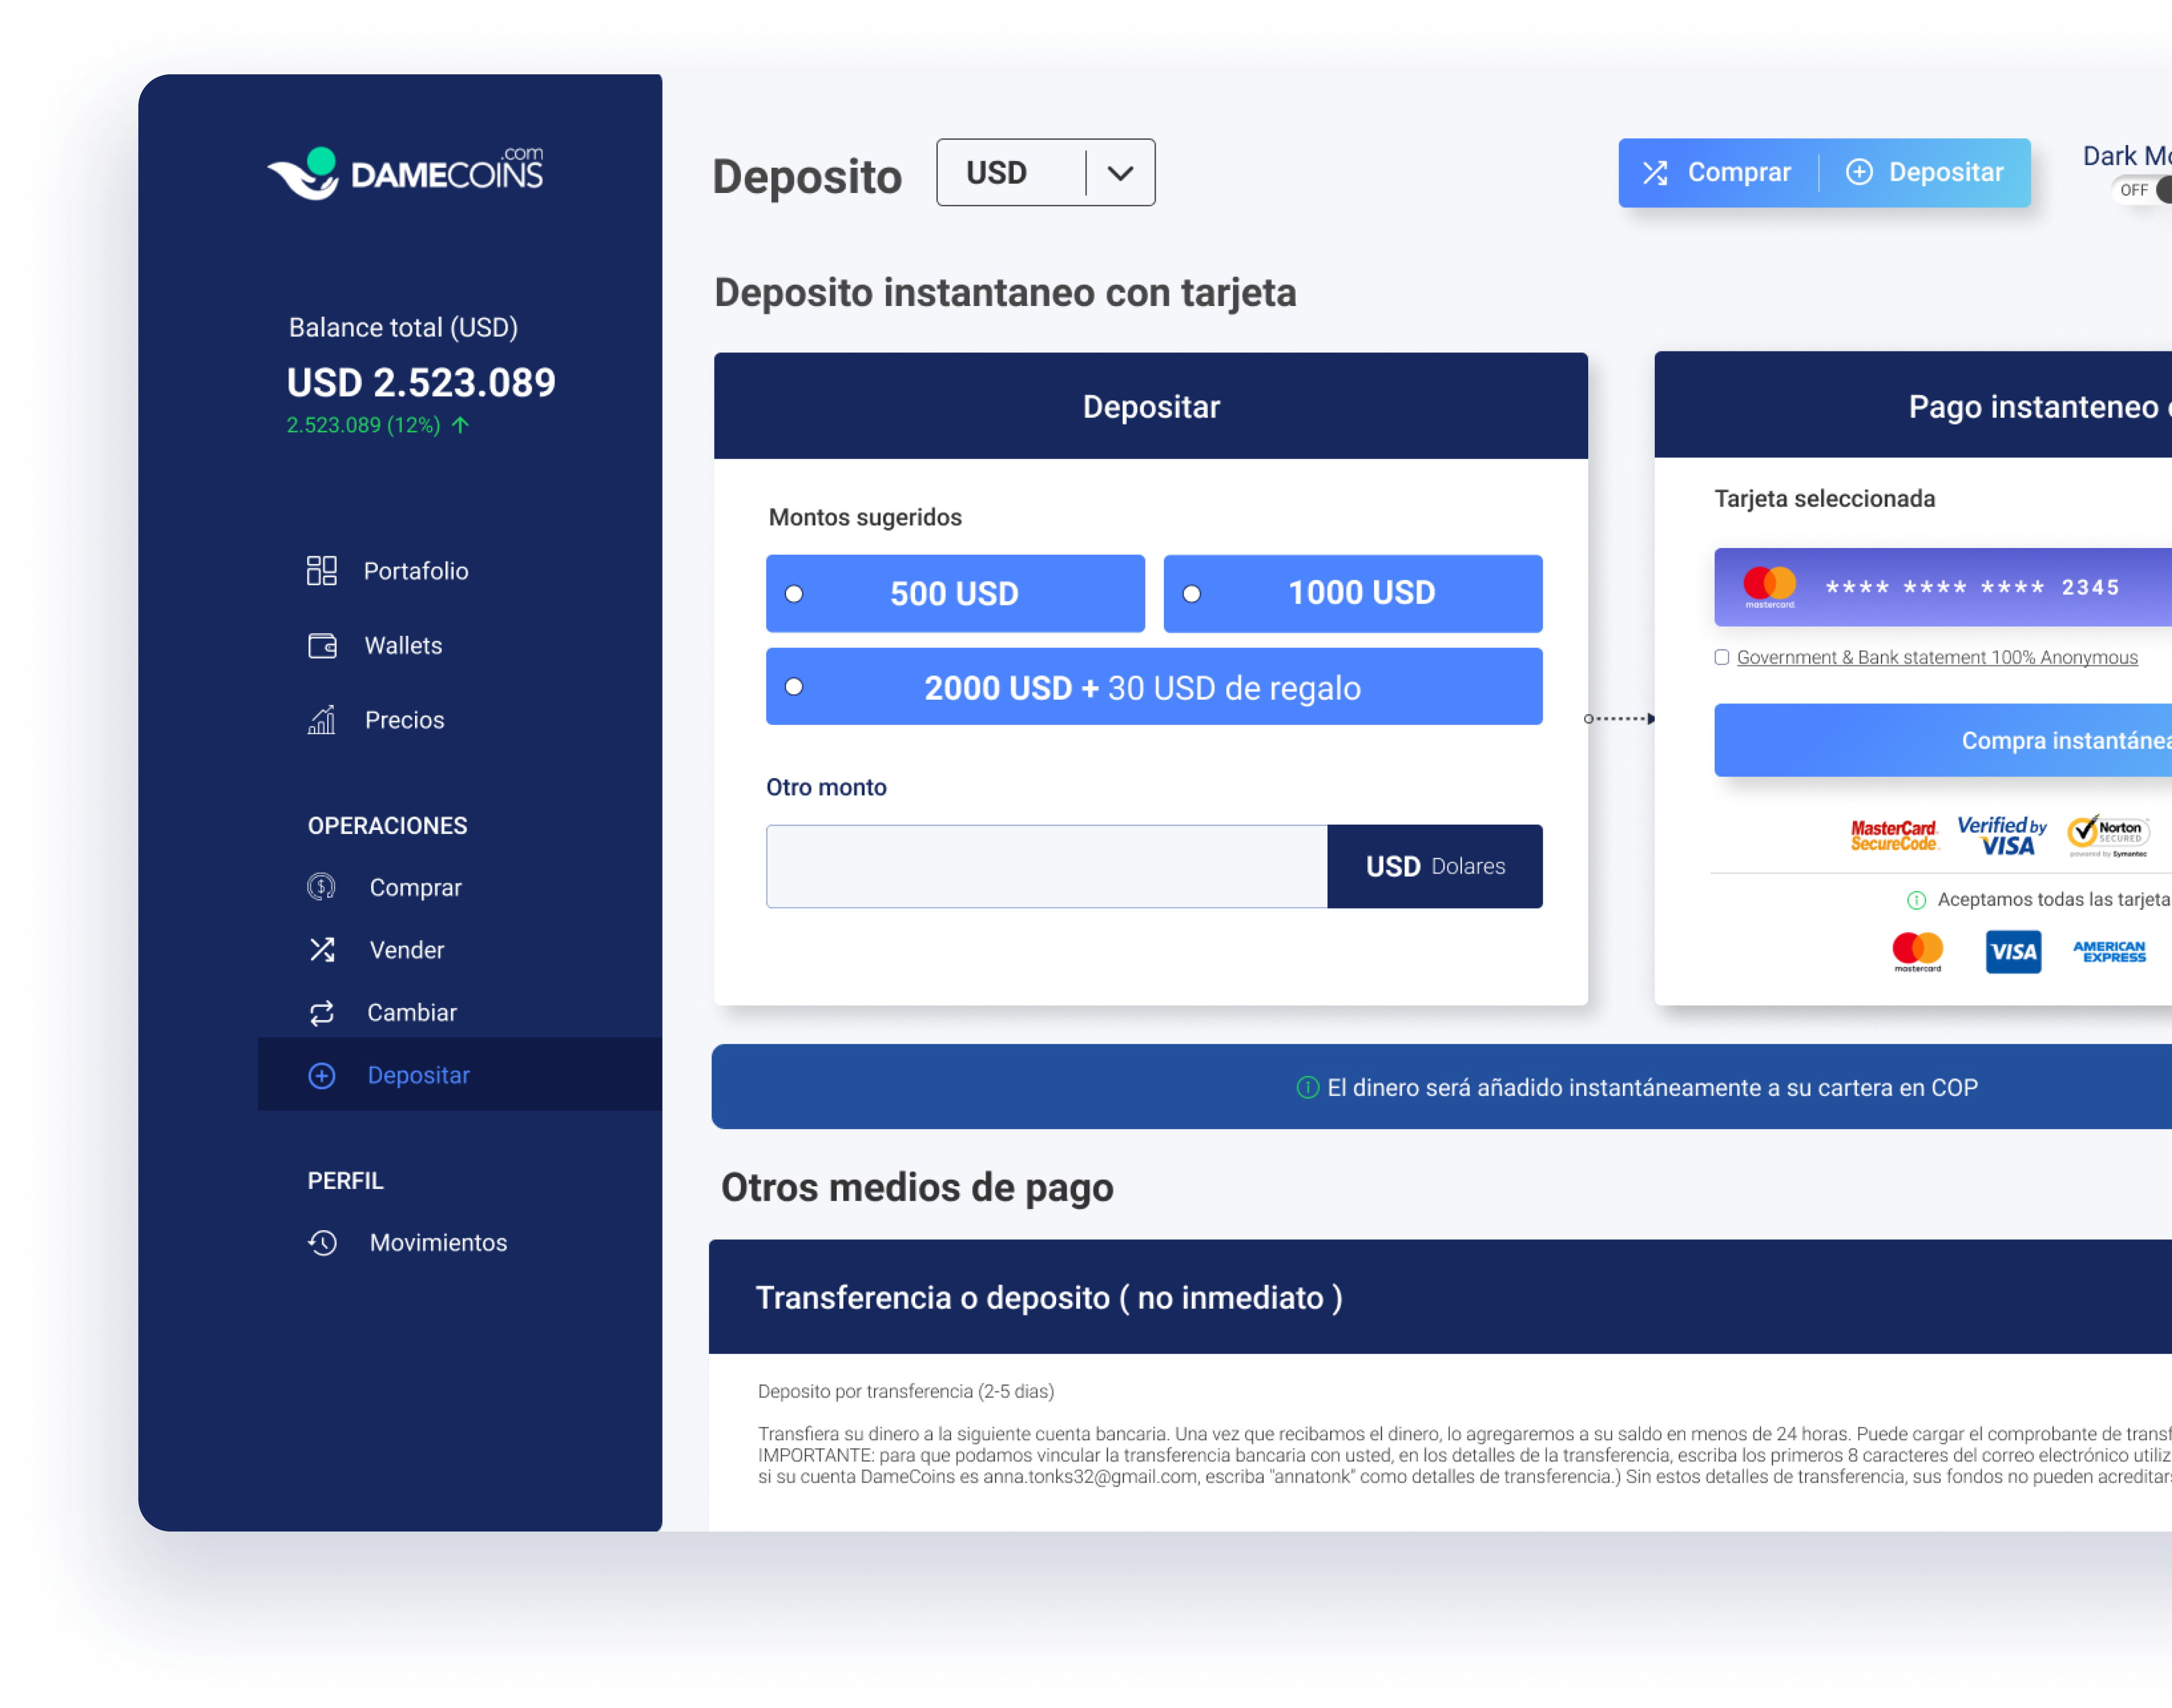 DAMECOINS.com
Balance total (USD)
USD 2.523.089
2.523.089 (12%)
Portafolio
Wallets
Precios
OPERACIONES
Comprar
Vender
Cambiar
Depositar
PERFIL
Movimientos
Deposito
USD
Comprar
Depositar
Dark Mo
OFF
Deposito instantaneo con tarjeta
Depositar
Montos sugeridos
500 USD
1000 USD
2000 USD + 30 USD de regalo
Otro monto
USD Dolares
Pago instanteneo
Tarjeta seleccionada
mastercard.
**** **** **** 2345
Government & Bank statement 100% Anonymous
Compra instantánea
MasterCard.
SecureCode.
Verified by
VISA
Norton
SECURED
powered by Symantec
Aceptamos todas las tarjeta
mastercard
VISA
AMERICAN
EXPRESS
El dinero será añadido instantáneamente a su cartera en COP
Otros medios de pago
Transferencia o deposito ( no inmediato )
Deposito por transferencia (2-5 dias)
Transfiera su dinero a la siguiente cuenta bancaria. Una vez que recibamos el dinero, lo agregaremos a su saldo en menos de 24 horas. Puede cargar el comprobante de transf
IMPORTANTE: para que podamos vincular la transferencia bancaria con usted, en los detalles de la transferencia, escriba los primeros 8 caracteres del correo electrónico utiliz
si su cuenta DameCoins es anna.tonks32@gmail.com, escriba "annatonk" como detalles de transferencia.) Sin estos detalles de transferencia, sus fondos no pueden acreditars